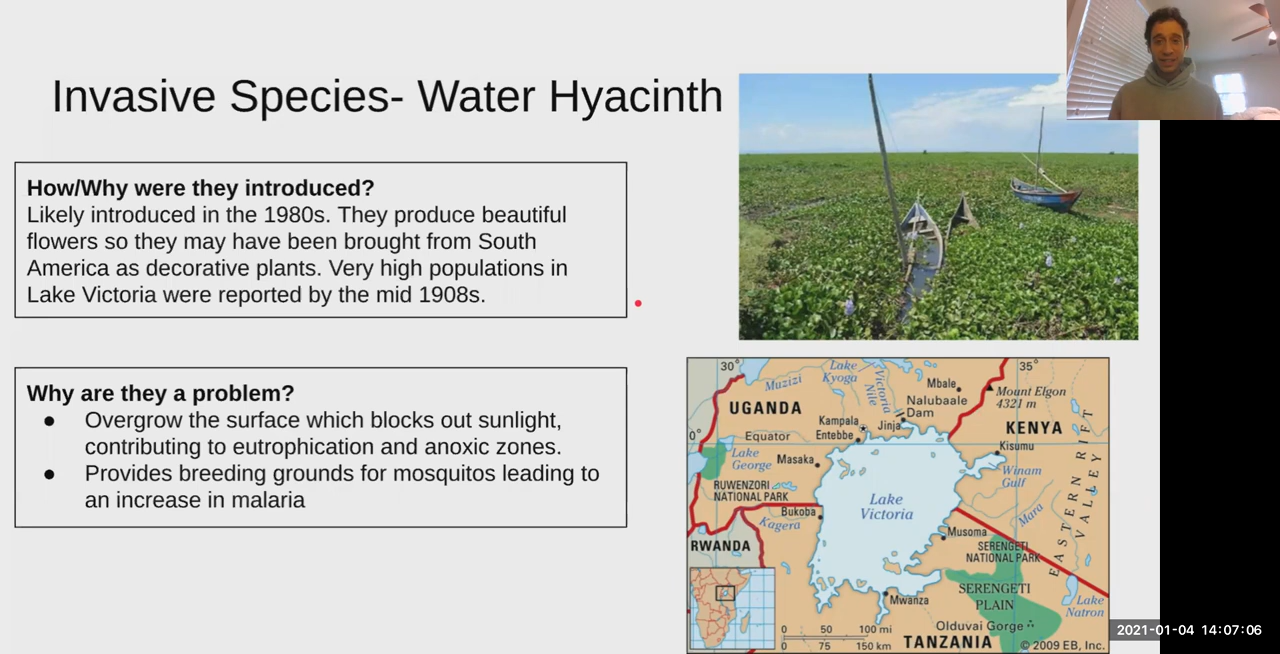 Invasive Species- Water Hyacinth
How/Why were they introduced?
Likely introduced in the 1980s. They produce beautiful
flowers so they may have been brought from South
America as decorative plants. Very high populations in
Lake Victoria were reported by the mid 1908s.
Why are they a problem?
● Overgrow the surface which blocks out sunlight,
contributing to eutrophication and anoxic zones.
● Provides breeding grounds for mosquitos leading to
an increase in malaria
30°
35°
Muzizi
Lake
Kyoga
Victoria
Nile
Mbale
Mount Elgon
4321 m
Nalubaale
Dam
UGANDA
Kampala
Jinja
KENYA
0°
Equator
Entebbe
Kisumu
Lake
George
Masaka
Winam
Gulf
RUWENZORI
NATIONAL PARK
Lake
Victoria
EASTERN RIFT
VALLEY
Bukoba
Kagera
Mara
Musoma
RWANDA
SERENGETI
NATIONAL PARK
SERENGETI
PLAIN
Mwanza
Lake
Natron
Olduvai Gorge
0 50 100 mi
0 75 150 km
TANZANIA
© 2009 EB, Inc.
2021-01-04 14:07:06